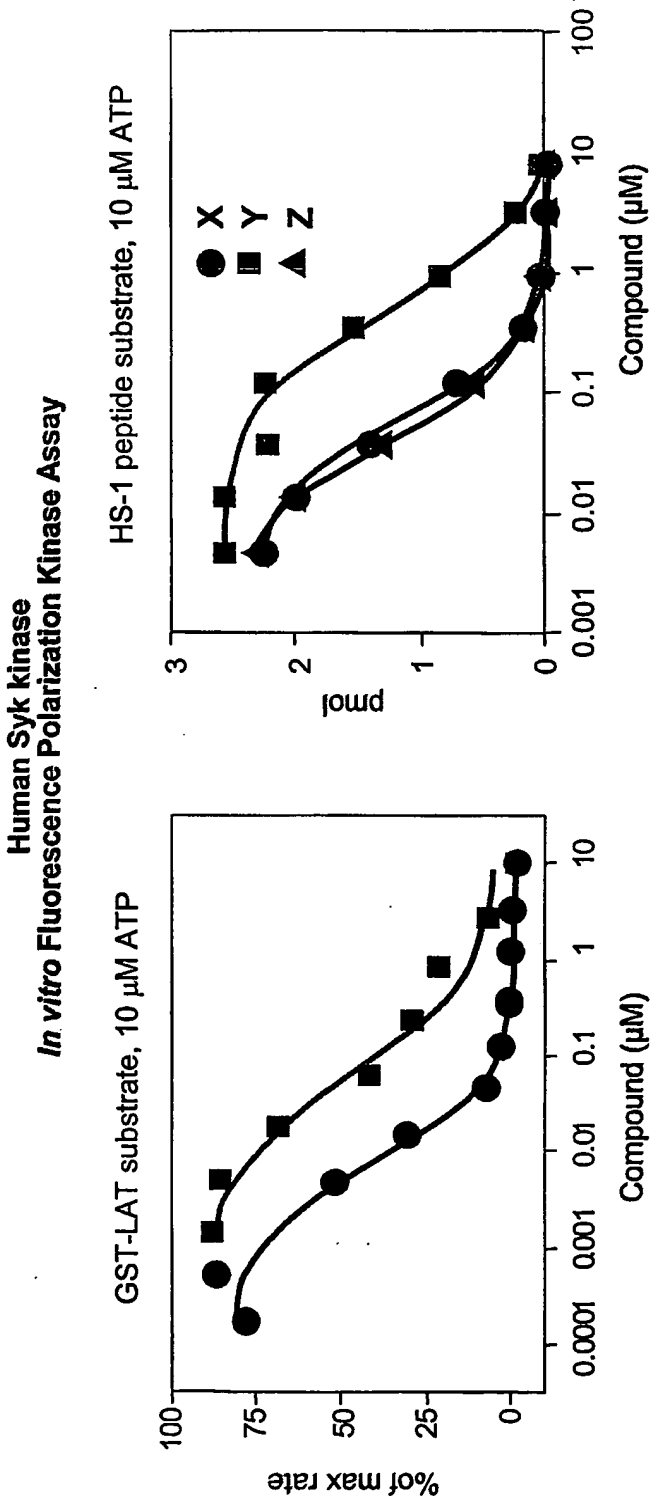 Human Syk kinase
In vitro Fluorescence Polarization Kinase Assay
GST-LAT substrate, 10 µM ATP
%of max rate
100
75
50
25
0
0.0001
0.001
0.01
0.1
1
10
Compound (µM)
HS-1 peptide substrate, 10 µM ATP
X
Y
Z
pmol
3
2
1
0
0.001
0.01
0.1
1
10
100
Compound (µM)